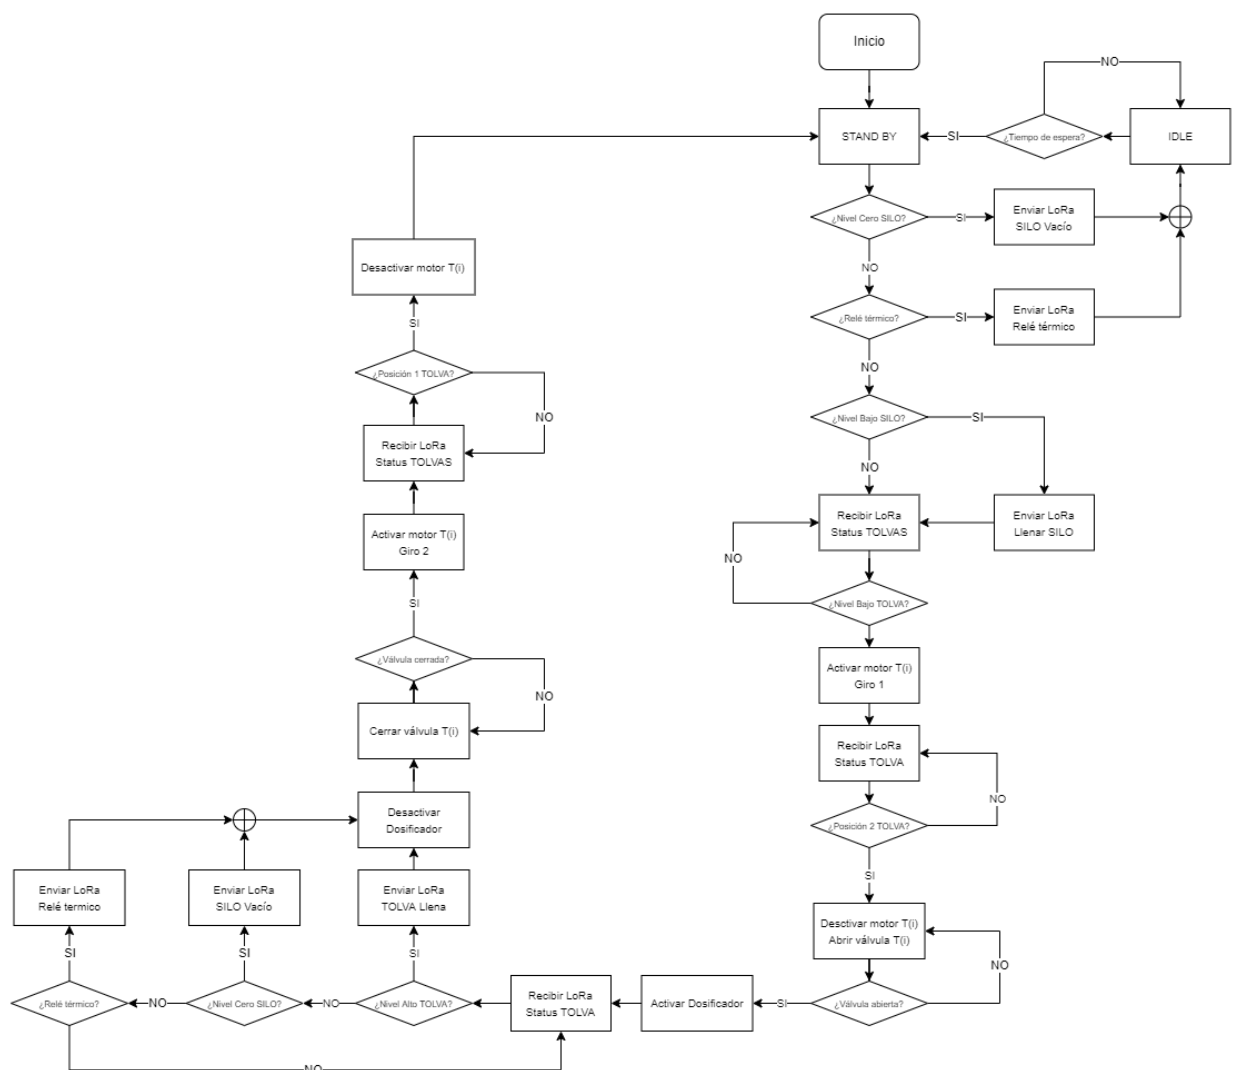 Inicio
NO
STAND BY
SI
¿Tiempo de espera?
IDLE
¿Nivel Cero SILO?
SI
Enviar LoRa
SILO Vacío
NO
¿Relé térmico?
SI
Enviar LoRa
Relé térmico
NO
¿Nivel Bajo SILO?
SI
NO
Recibir LoRa
Status TOLVAS
Enviar LoRa
Llenar SILO
NO
¿Nivel Bajo TOLVA?
Activar motor T(i)
Giro 1
Recibir LoRa
Status TOLVA
NO
¿Posición 2 TOLVA?
SI
Desctivar motor T(i)
Abrir válvula T(i)
NO
¿Válvula abierta?
SI
Activar Dosificador
Recibir LoRa
Status TOLVA
¿Nivel Alto TOLVA?
NO
¿Nivel Cero SILO?
NO
¿Relé térmico?
NO
SI
SI
SI
Enviar LoRa
Relé termico
Enviar LoRa
SILO Vacío
Enviar LoRa
TOLVA Llena
Desactivar
Dosificador
Cerrar válvula T(i)
NO
¿Válvula cerrada?
SI
Activar motor T(i)
Giro 2
Recibir LoRa
Status TOLVAS
NO
¿Posición 1 TOLVA?
SI
Desactivar motor T(i)